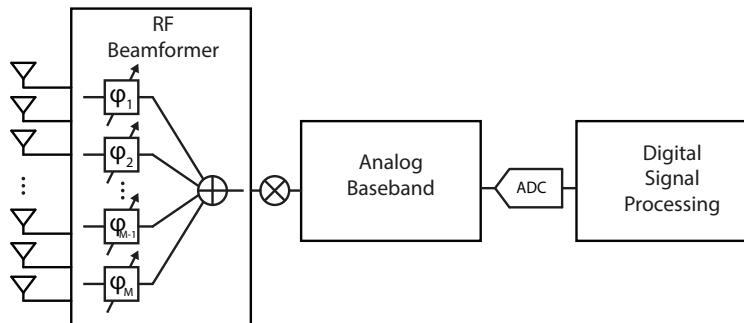 RF
Beamformer
φ1
φ2
φM-1
φM
Analog
Baseband
ADC
Digital
Signal
Processing